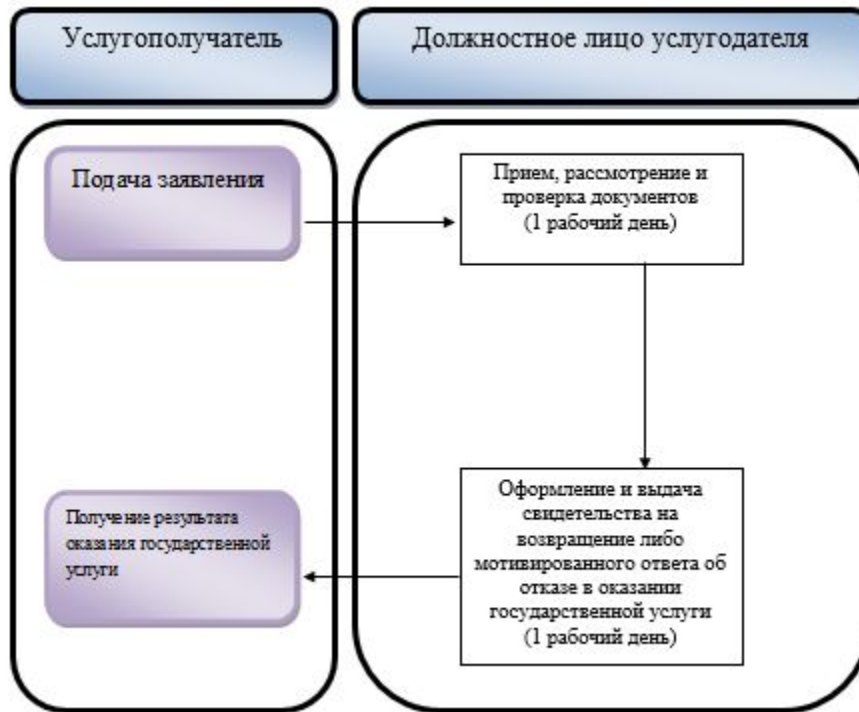 Услугополучатель
Должностное лицо услугодателя
Подача заявления
Прием, рассмотрение и
проверка документов
(1 рабочий день)
Оформление и выдача
свидетельства на
возвращение либо
мотивированного ответа об
отказе в оказании
государственной услуги
(1 рабочий день)
Получение результата
оказания государственной
услуги